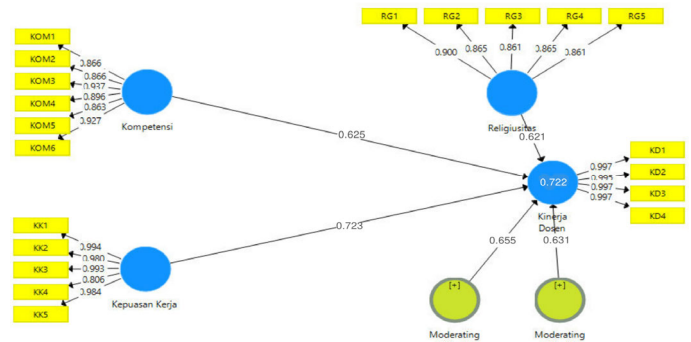 RG1 RG2 RG3 RG4 RG5
0.900 0.865 0.861 0.865 0.861
Religiusitas
0.621
KOM1
KOM2
KOM3
KOM4
KOM5
KOM6
0.866
0.866
0.937
0.896
0.863
0.927
Kompetensi
0.625
KD1
KD2
KD3
KD4
0.997
0.995
0.997
0.997
0.722
Kinerja
Dosen
KK1
KK2
KK3
KK4
KK5
0.994
0.980
0.993
0.806
0.984
Kepuasan Kerja
0.723
0.655 0.631
[+] [+]
Moderating Moderating